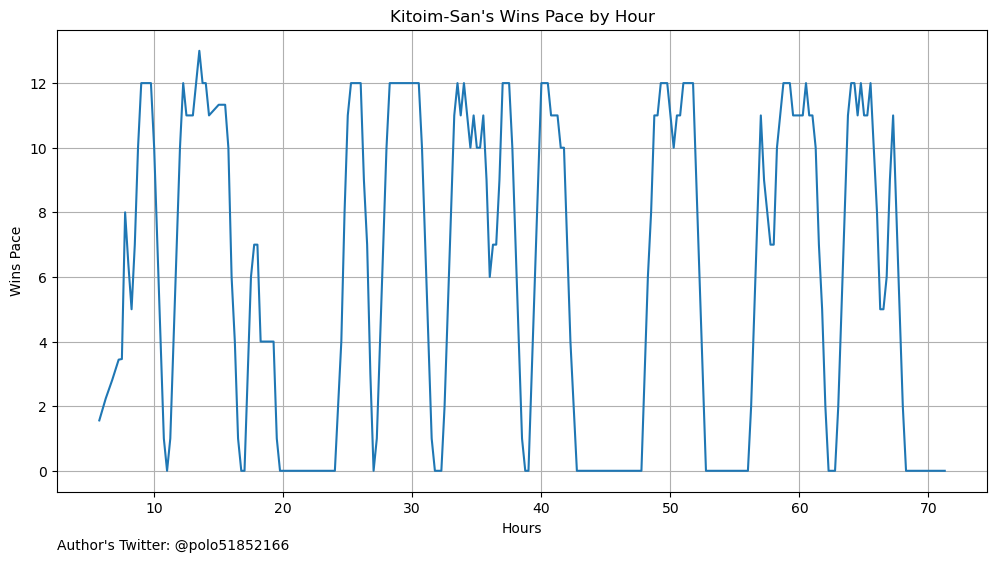 Kitoim-San's Wins Pace by Hour
Wins Pace
12
10
8
6
4
2
0
10 20 30 40 50 60 70
Hours
Author's Twitter: @polo51852166